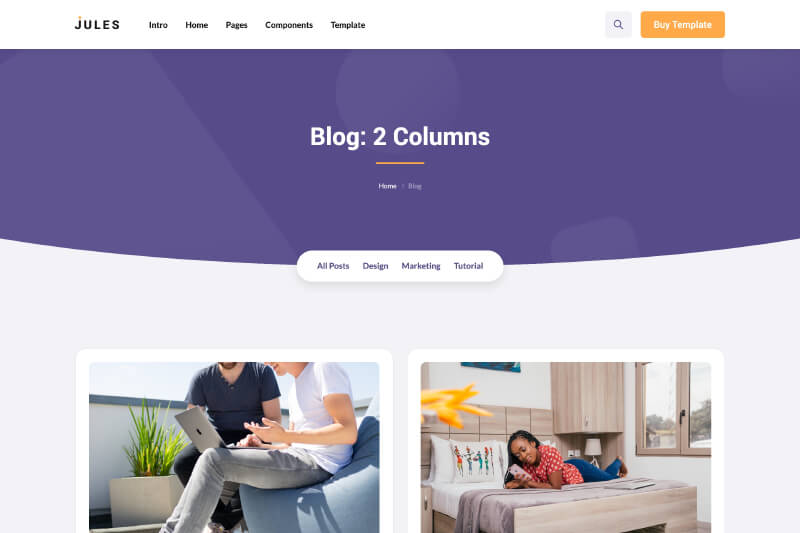 JULES
Intro Home Pages Components Template
Buy Template
Blog: 2 Columns
Home Blog
All Posts Design Marketing Tutorial